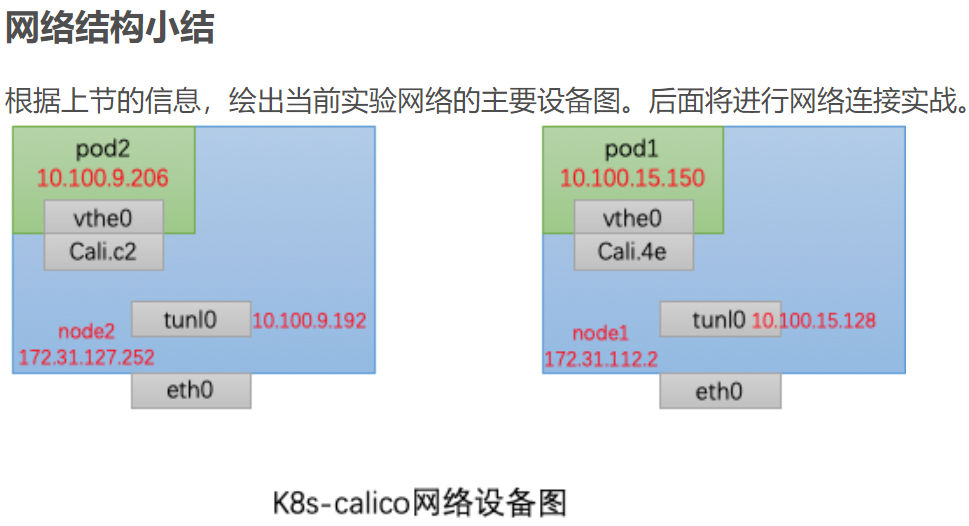 网络结构小结
根据上节的信息，绘出当前实验网络的主要设备图。后面将进行网络连接实战。
pod2
10.100.9.206
vthe0
Cali.c2
tunl0
10.100.9.192
node2
172.31.127.252
eth0
pod1
10.100.15.150
vthe0
Cali.4e
tunl0
10.100.15.128
node1
172.31.112.2
eth0
K8s-calico网络设备图